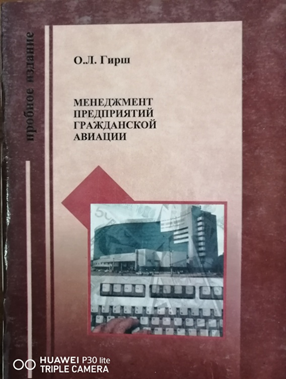 пробное издание
О.Л. Гирш
МЕНЕДЖМЕНТ
ПРЕДПРИЯТИЙ
ГРАЖДАНСКОЙ
АВИАЦИИ
HUAWEI P30 lite
TRIPLE CAMERA